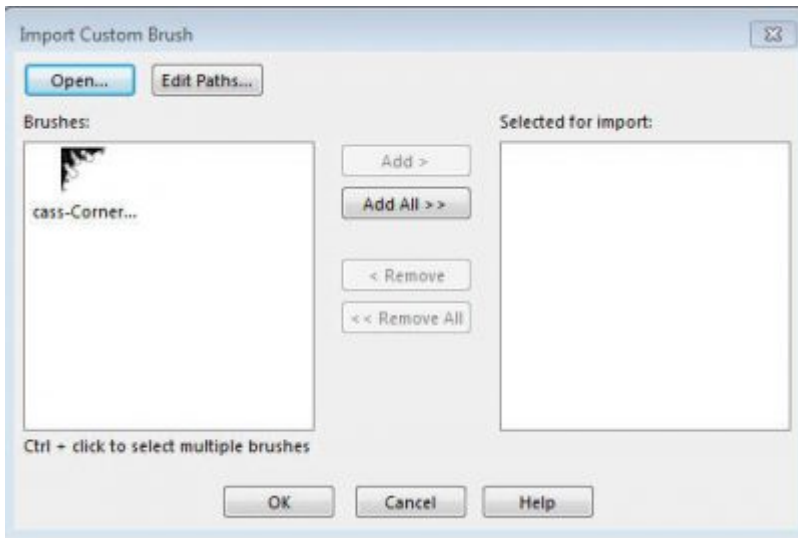 Import Custom Brush
Open... Edit Paths...
Brushes: Selected for import:
cass-Corner...
Add >
Add All >>
< Remove
<< Remove All
Ctrl + click to select multiple brushes
OK Cancel Help